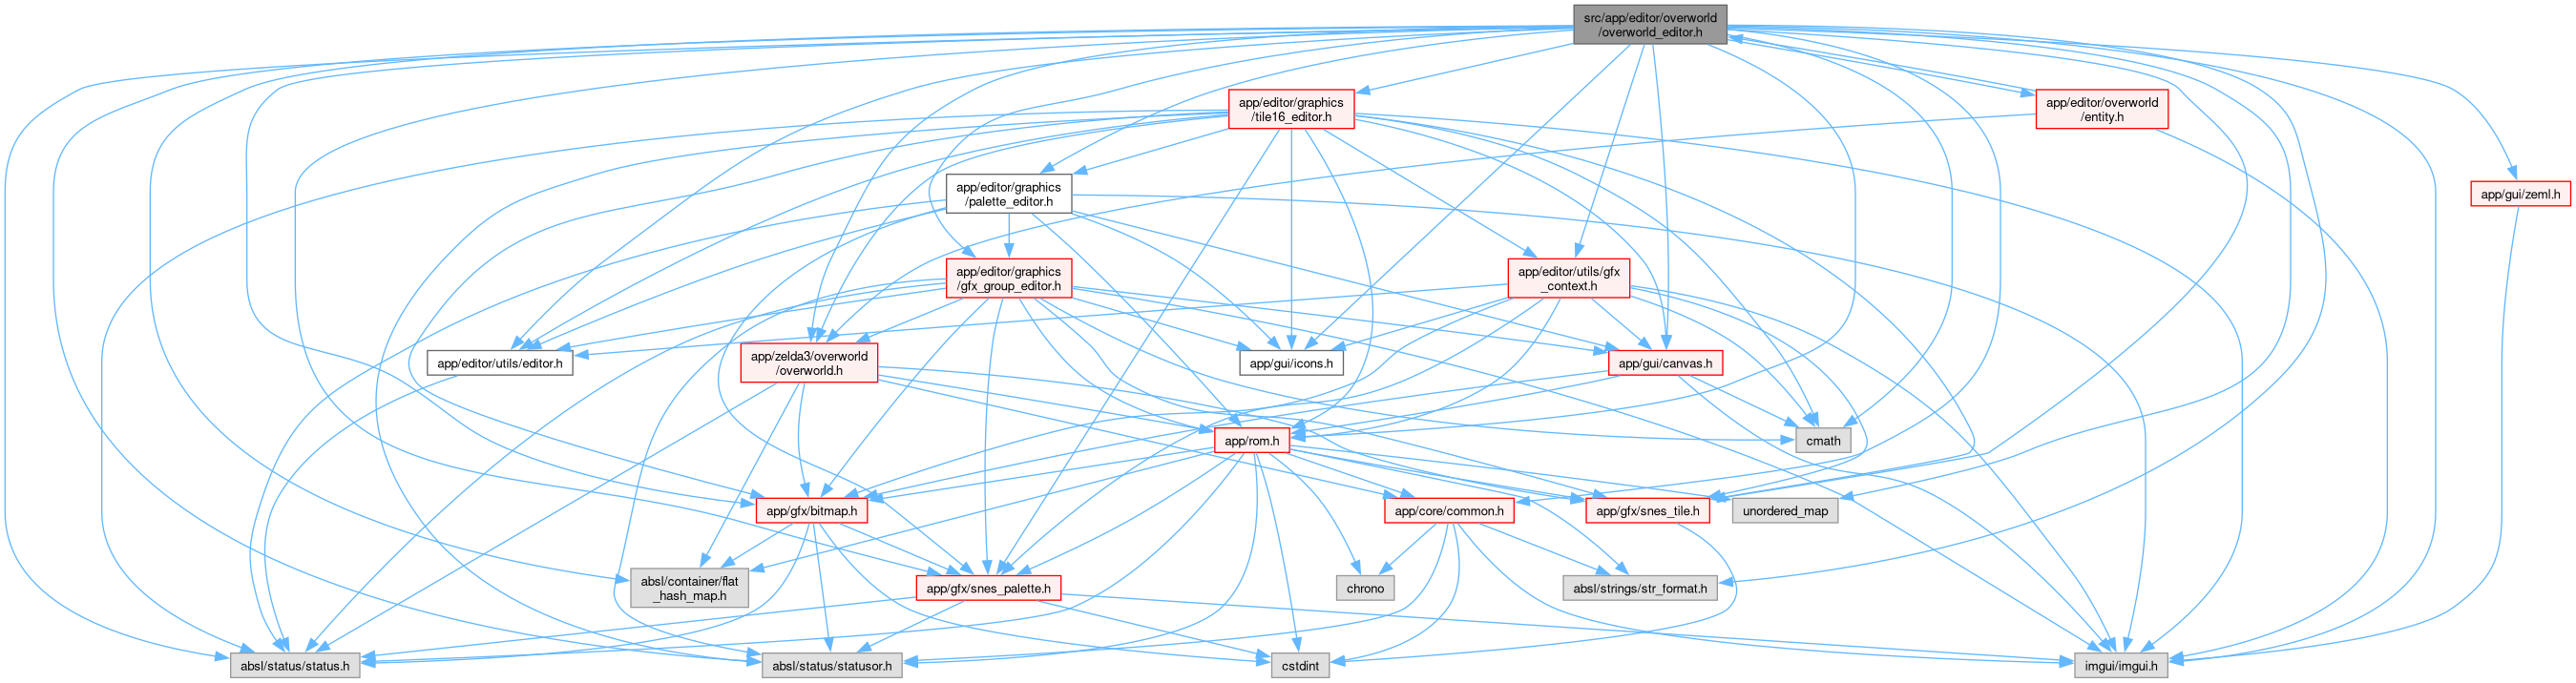 src/app/editor/overworld
/overworld_editor.h
app/editor/graphics
/tile16_editor.h
app/editor/overworld
/entity.h
app/editor/graphics
/palette_editor.h
app/gui/zeml.h
app/editor/graphics
/gfx_group_editor.h
app/editor/utils/gfx
_context.h
app/editor/utils/editor.h
app/zelda3/overworld
/overworld.h
app/gui/icons.h
app/gui/canvas.h
app/rom.h
cmath
app/gfx/bitmap.h
app/core/common.h
app/gfx/snes_tile.h
unordered_map
absl/container/flat
_hash_map.h
app/gfx/snes_palette.h
chrono
absl/strings/str_format.h
absl/status/status.h
absl/status/statusor.h
cstdint
imgui/imgui.h